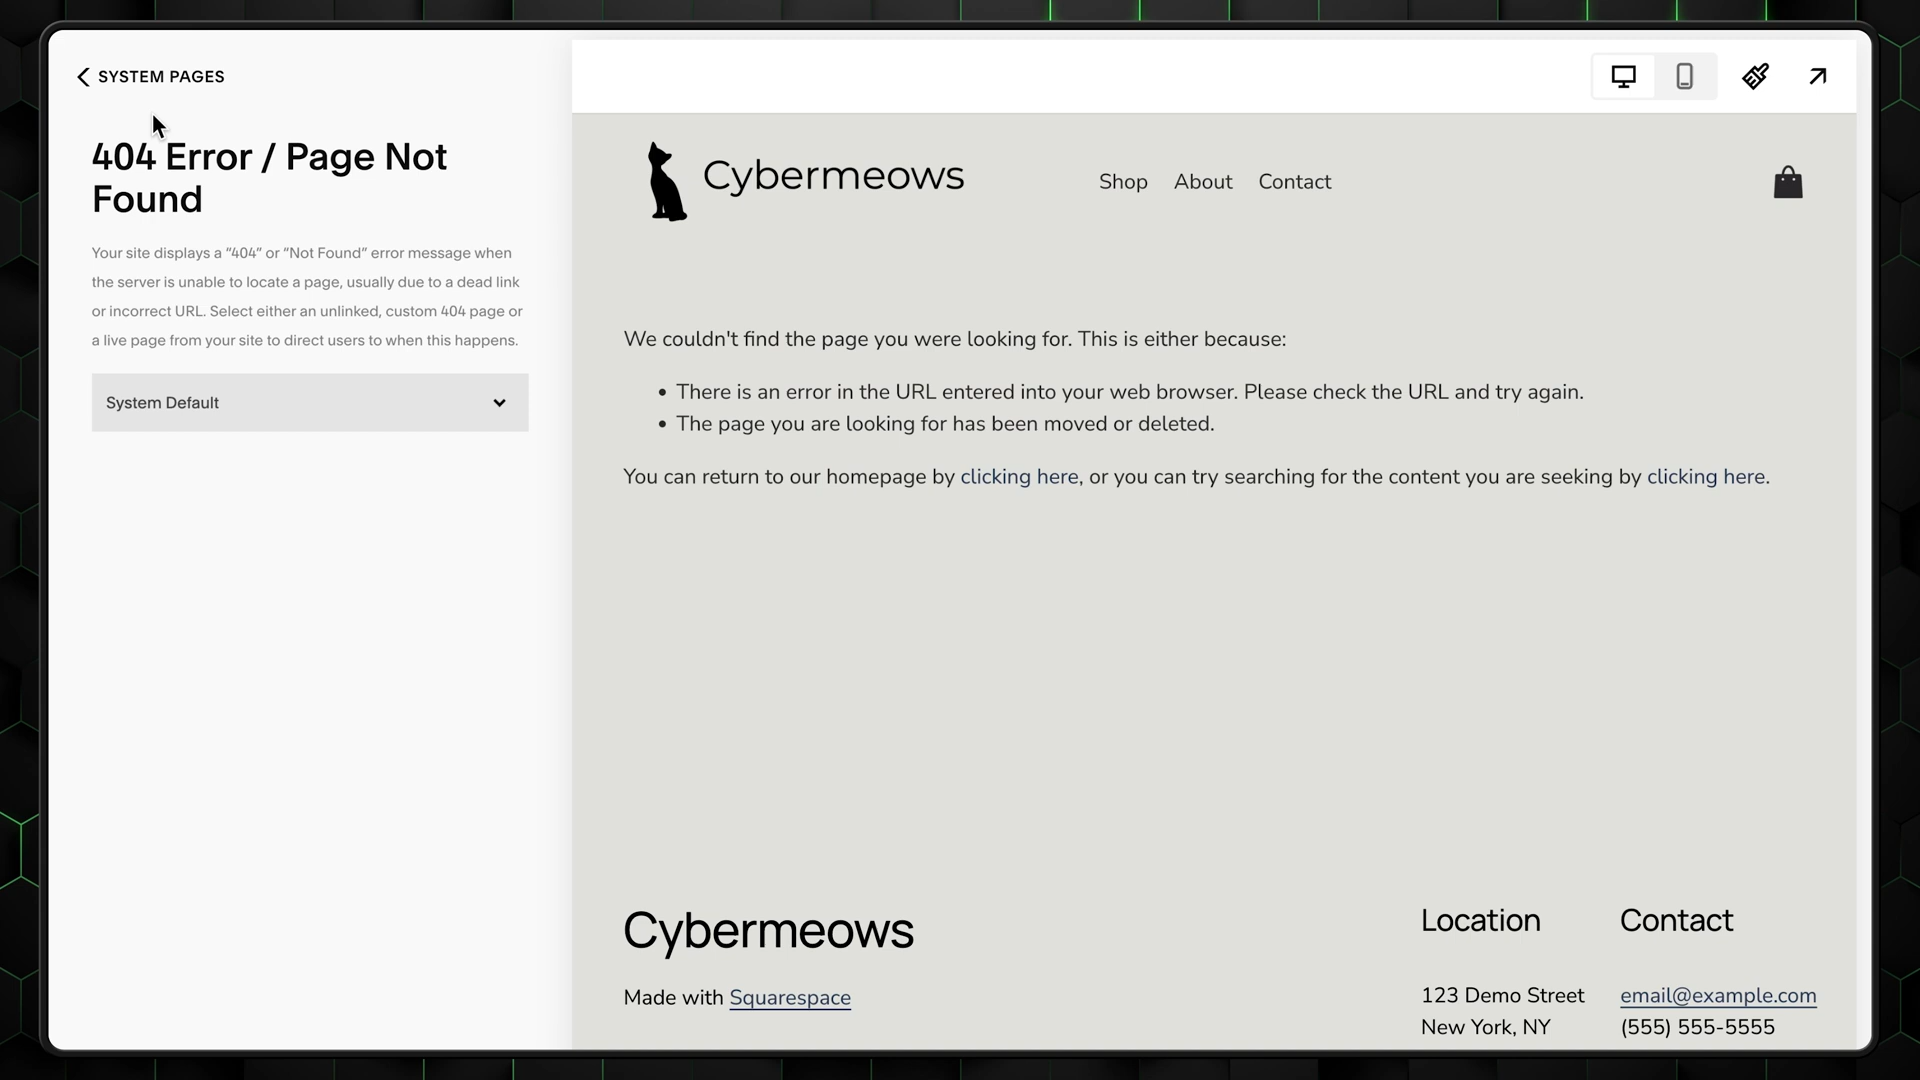 SYSTEM PAGES
404 Error / Page Not
Found
Your site displays a “404” or “Not Found” error message when
the server is unable to locate a page, usually due to a dead link
or incorrect URL. Select either an unlinked, custom 404 page or
a live page from your site to direct users to when this happens.
System Default
Cybermeows
Shop About Contact
We couldn't find the page you were looking for. This is either because:
• There is an error in the URL entered into your web browser. Please check the URL and try again.
• The page you are looking for has been moved or deleted.
You can return to our homepage by clicking here, or you can try searching for the content you are seeking by clicking here.
Cybermeows
Made with Squarespace
Location
123 Demo Street
New York, NY
Contact
email@example.com
(555) 555-5555